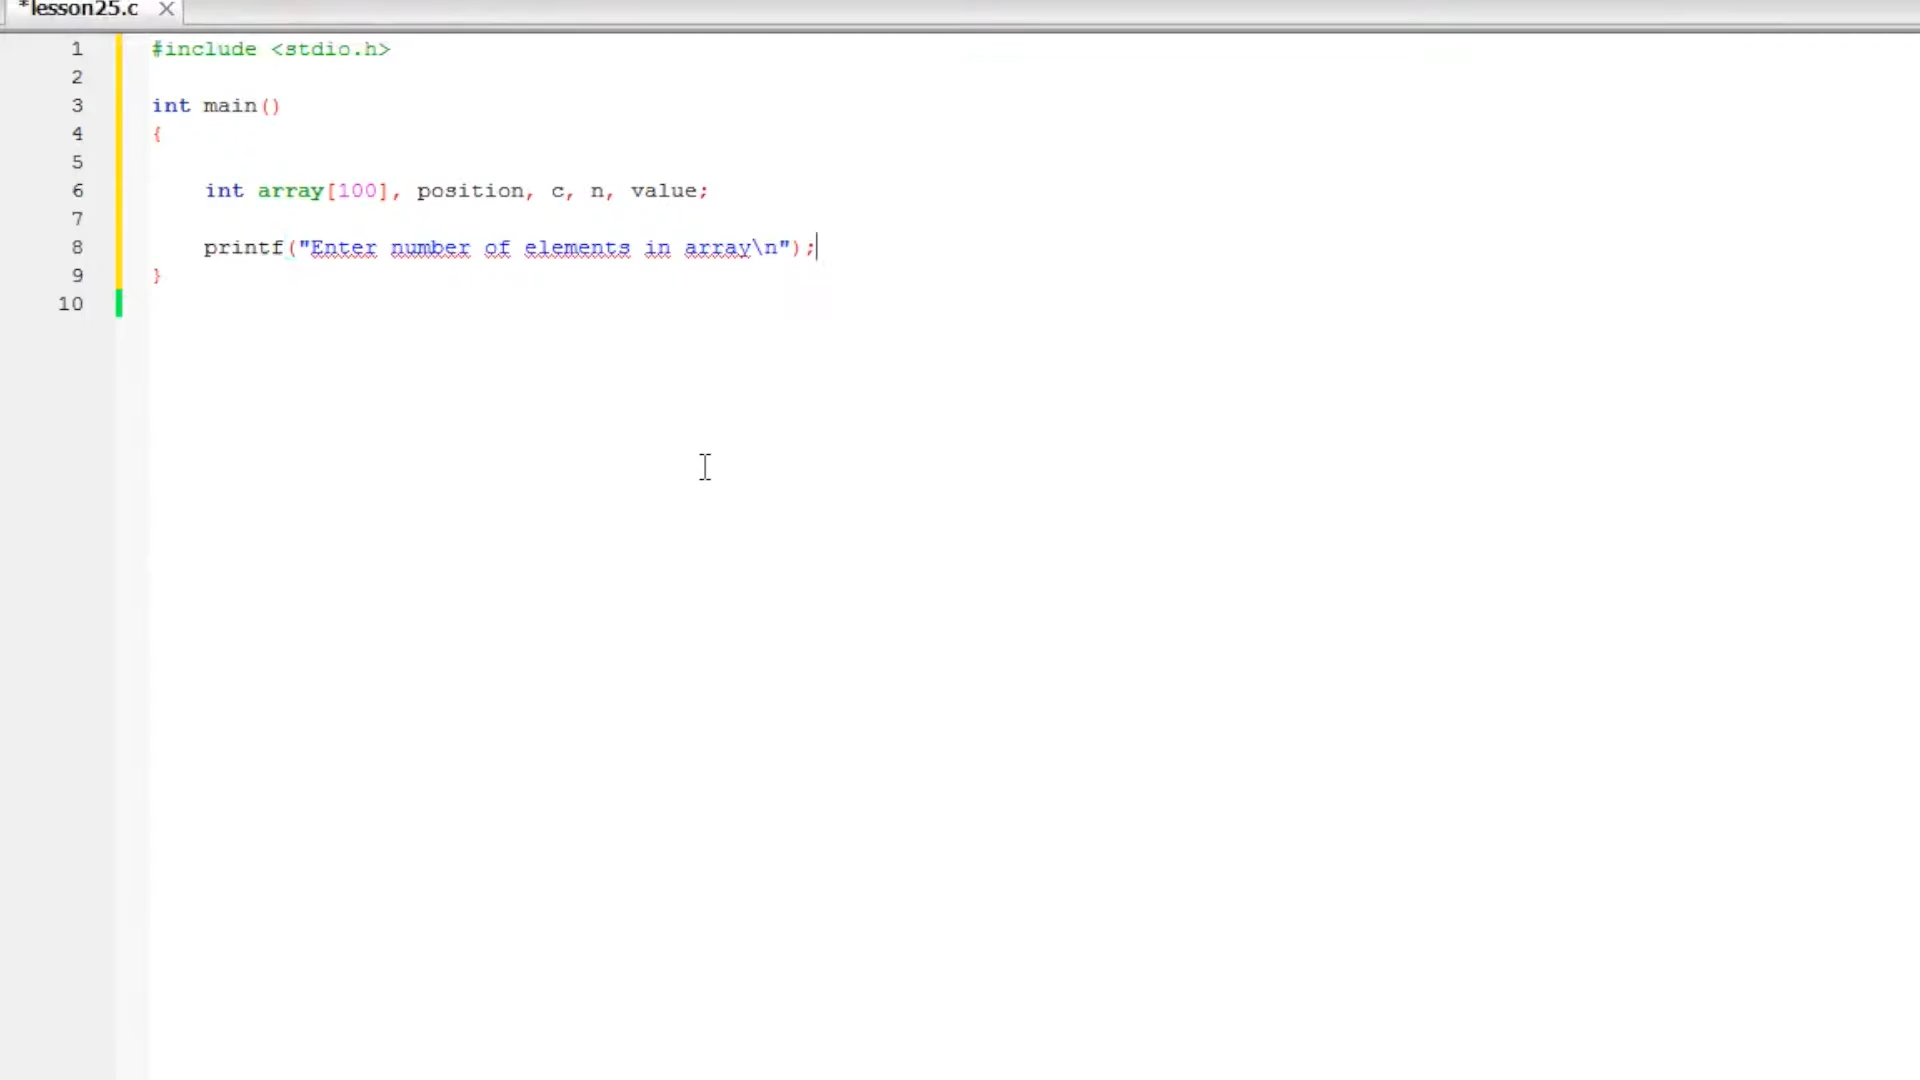 *lesson25.c
1 #include <stdio.h>
2
3 int main()
4 {
5
6 int array[100], position, c, n, value;
7
8 printf("Enter number of elements in array\n");
9 }
10